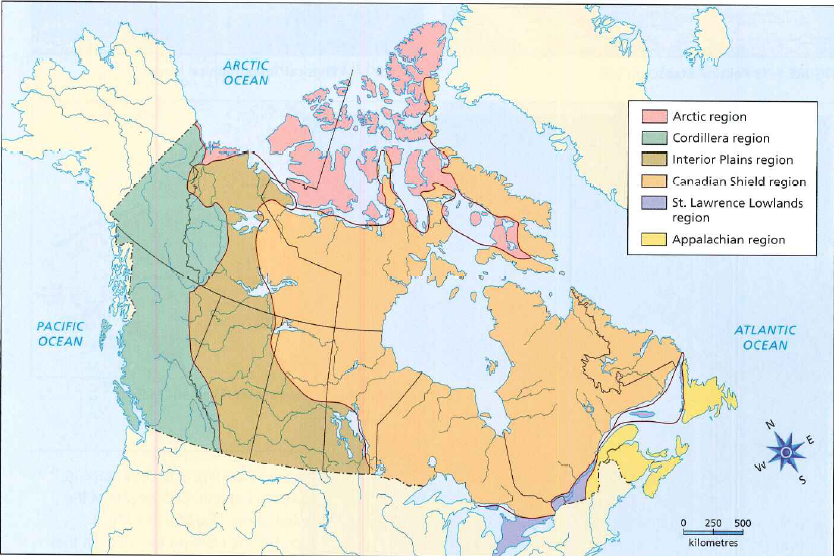 ARCTIC
OCEAN
Arctic region
Cordillera region
Interior Plains region
Canadian Shield region
St. Lawrence Lowlands
region
Appalachian region
PACIFIC
OCEAN
ATLANTIC
OCEAN
N
E
W
S
0 250 500
kilometres